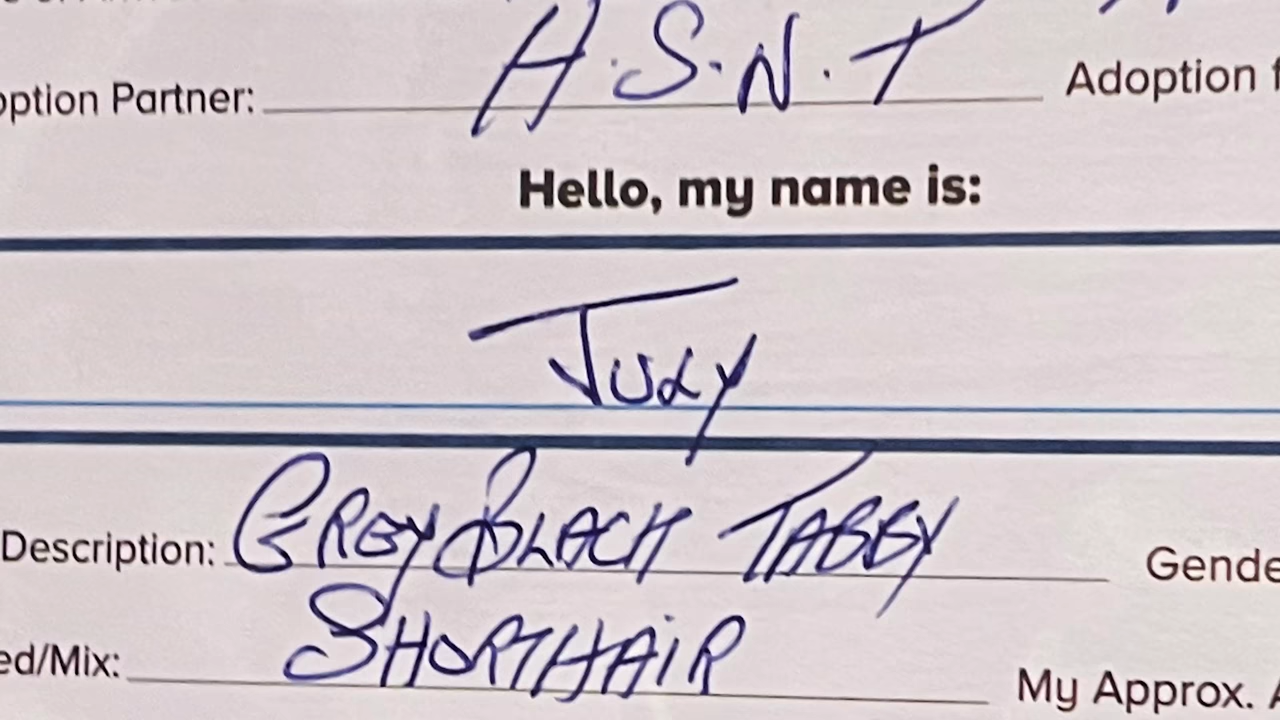 option Partner: H.S.N.T Adoption f
Hello, my name is:
Judy
Description: GREY BLACK TABBY Gende
ed/Mix: SHORTHAIR My Approx. A